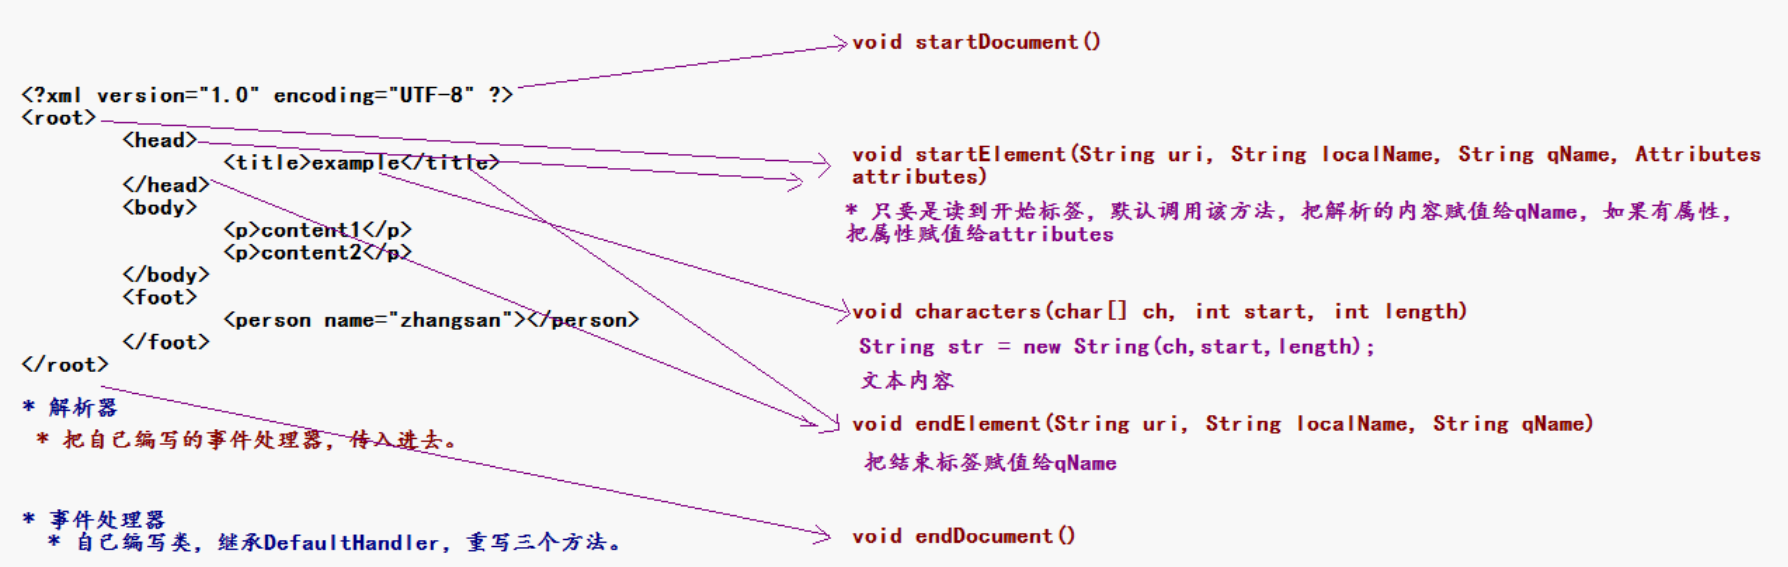 void startDocument()
<?xml version="1.0" encoding="UTF-8" ?>
<root>
<head>
<title>example</title>
</head>
<body>
<p>content1</p>
<p>content2</p>
</body>
<foot>
<person name="zhangsan"></person>
</foot>
</root>
* 解析器
* 把自己编写的事件处理器，传入进去。
* 事件处理器
* 自己编写类，继承DefaultHandler，重写三个方法。
void startElement(String uri, String localName, String qName, Attributes
attributes)
* 只要是读到开始标签，默认调用该方法，把解析的内容赋值给qName，如果有属性，
把属性赋值给attributes
void characters(char[] ch, int start, int length)
String str = new String(ch,start,length);
文本内容
void endElement(String uri, String localName, String qName)
把结束标签赋值给qName
void endDocument()